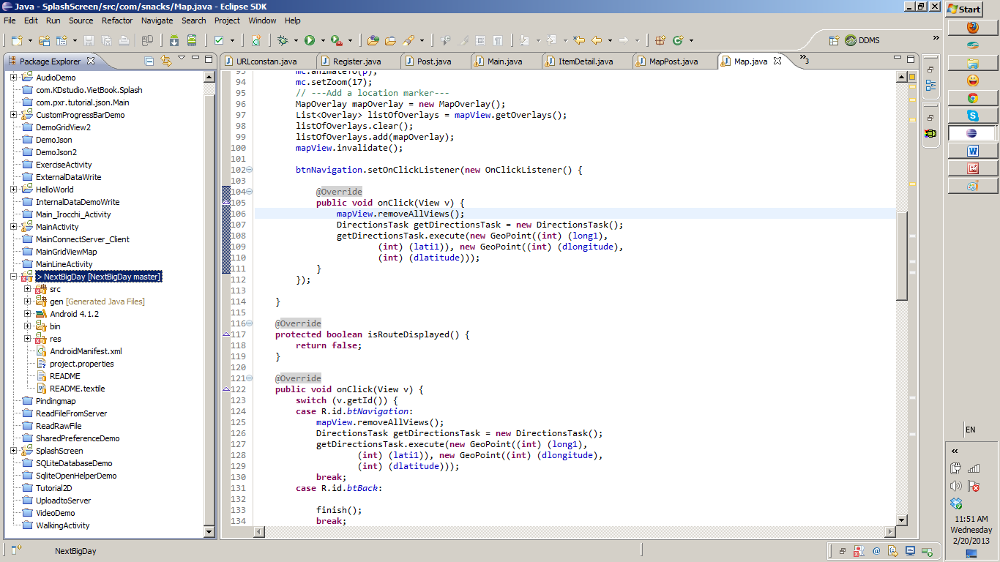 Java - SplashScreen/src/com/snacks/Map.java - Eclipse SDK
File Edit Run Source Refactor Navigate Search Project Window Help
DDMS
Package Explorer
AudioDemo
com.KDstudio.VietBook.Splash
com.pxr.tutorial.json.Main
CustomProgressBarDemo
DemoGridView2
DemoJson
DemoJson2
ExerciseActivity
ExternalDataWrite
HelloWorld
InternalDataDemoWrite
Main_Irocchi_Activity
MainActivity
MainConnectServer_Client
MainGridViewMap
MainLineActivity
> NextBigDay [NextBigDay master]
src
gen [Generated Java Files]
Android 4.1.2
bin
res
AndroidManifest.xml
project.properties
README
README.textile
Pindingmap
ReadFileFromServer
ReadRawFile
SharedPreferenceDemo
SplashScreen
SQLiteDatabaseDemo
SqliteOpenHelperDemo
Tutorial2D
UploadtoServer
VideoDemo
WalkingActivity
URLconstan.java Register.java Post.java Main.java ItemDetail.java MapPost.java Map.java 3
93 mc.animateTo(p);
94 mc.setZoom(17);
95 // ---Add a location marker---
96 MapOverlay mapOverlay = new MapOverlay();
97 List<Overlay> listOfOverlays = mapView.getOverlays();
98 listOfOverlays.clear();
99 listOfOverlays.add(mapOverlay);
100 mapView.invalidate();
101
102 btnNavigation.setOnClickListener(new OnClickListener() {
103
104 @Override
105 public void onClick(View v) {
106 mapView.removeAllViews();
107 DirectionsTask getDirectionsTask = new DirectionsTask();
108 getDirectionsTask.execute(new GeoPoint((int) (long1),
109 (int) (lati1)), new GeoPoint((int) (dlongitude),
110 (int) (dlatitude)));
111 }
112 });
113
114 }
115
116 @Override
117 protected boolean isRouteDisplayed() {
118 return false;
119 }
120
121 @Override
122 public void onClick(View v) {
123 switch (v.getId()) {
124 case R.id.btNavigation:
125 mapView.removeAllViews();
126 DirectionsTask getDirectionsTask = new DirectionsTask();
127 getDirectionsTask.execute(new GeoPoint((int) (long1),
128 (int) (lati1)), new GeoPoint((int) (dlongitude),
129 (int) (dlatitude)));
130 break;
131 case R.id.btBack:
132
133 finish();
134 break;
NextBigDay
Start
EN
11:51 AM
Wednesday
2/20/2013